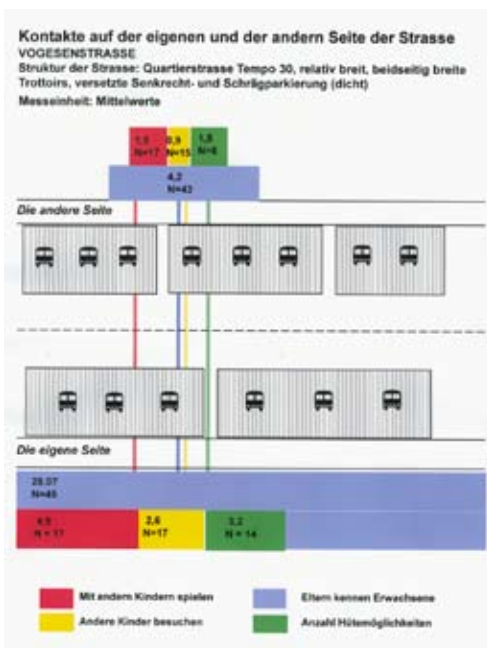 Kontakte auf der eigenen und der andern Seite der Strasse
VOGESENSTRASSE
Struktur der Strasse: Quartierstrasse Tempo 30, relativ breit, beidseitig breite
Trottoirs, versetzte Senkrecht- und Schrägparkierung (dicht)
Messeinheit: Mittelwerte
0,9 1,8
N=17 N=15 N=6
4,2
N=43
Die andere Seite
Die eigene Seite
28.07
N=45
4,5 2,6 3,2
N = 17 N=17 N = 14
Mit andern Kindern spielen
Eltern kennen Erwachsene
Andere Kinder besuchen
Anzahl Hütemöglichkeiten